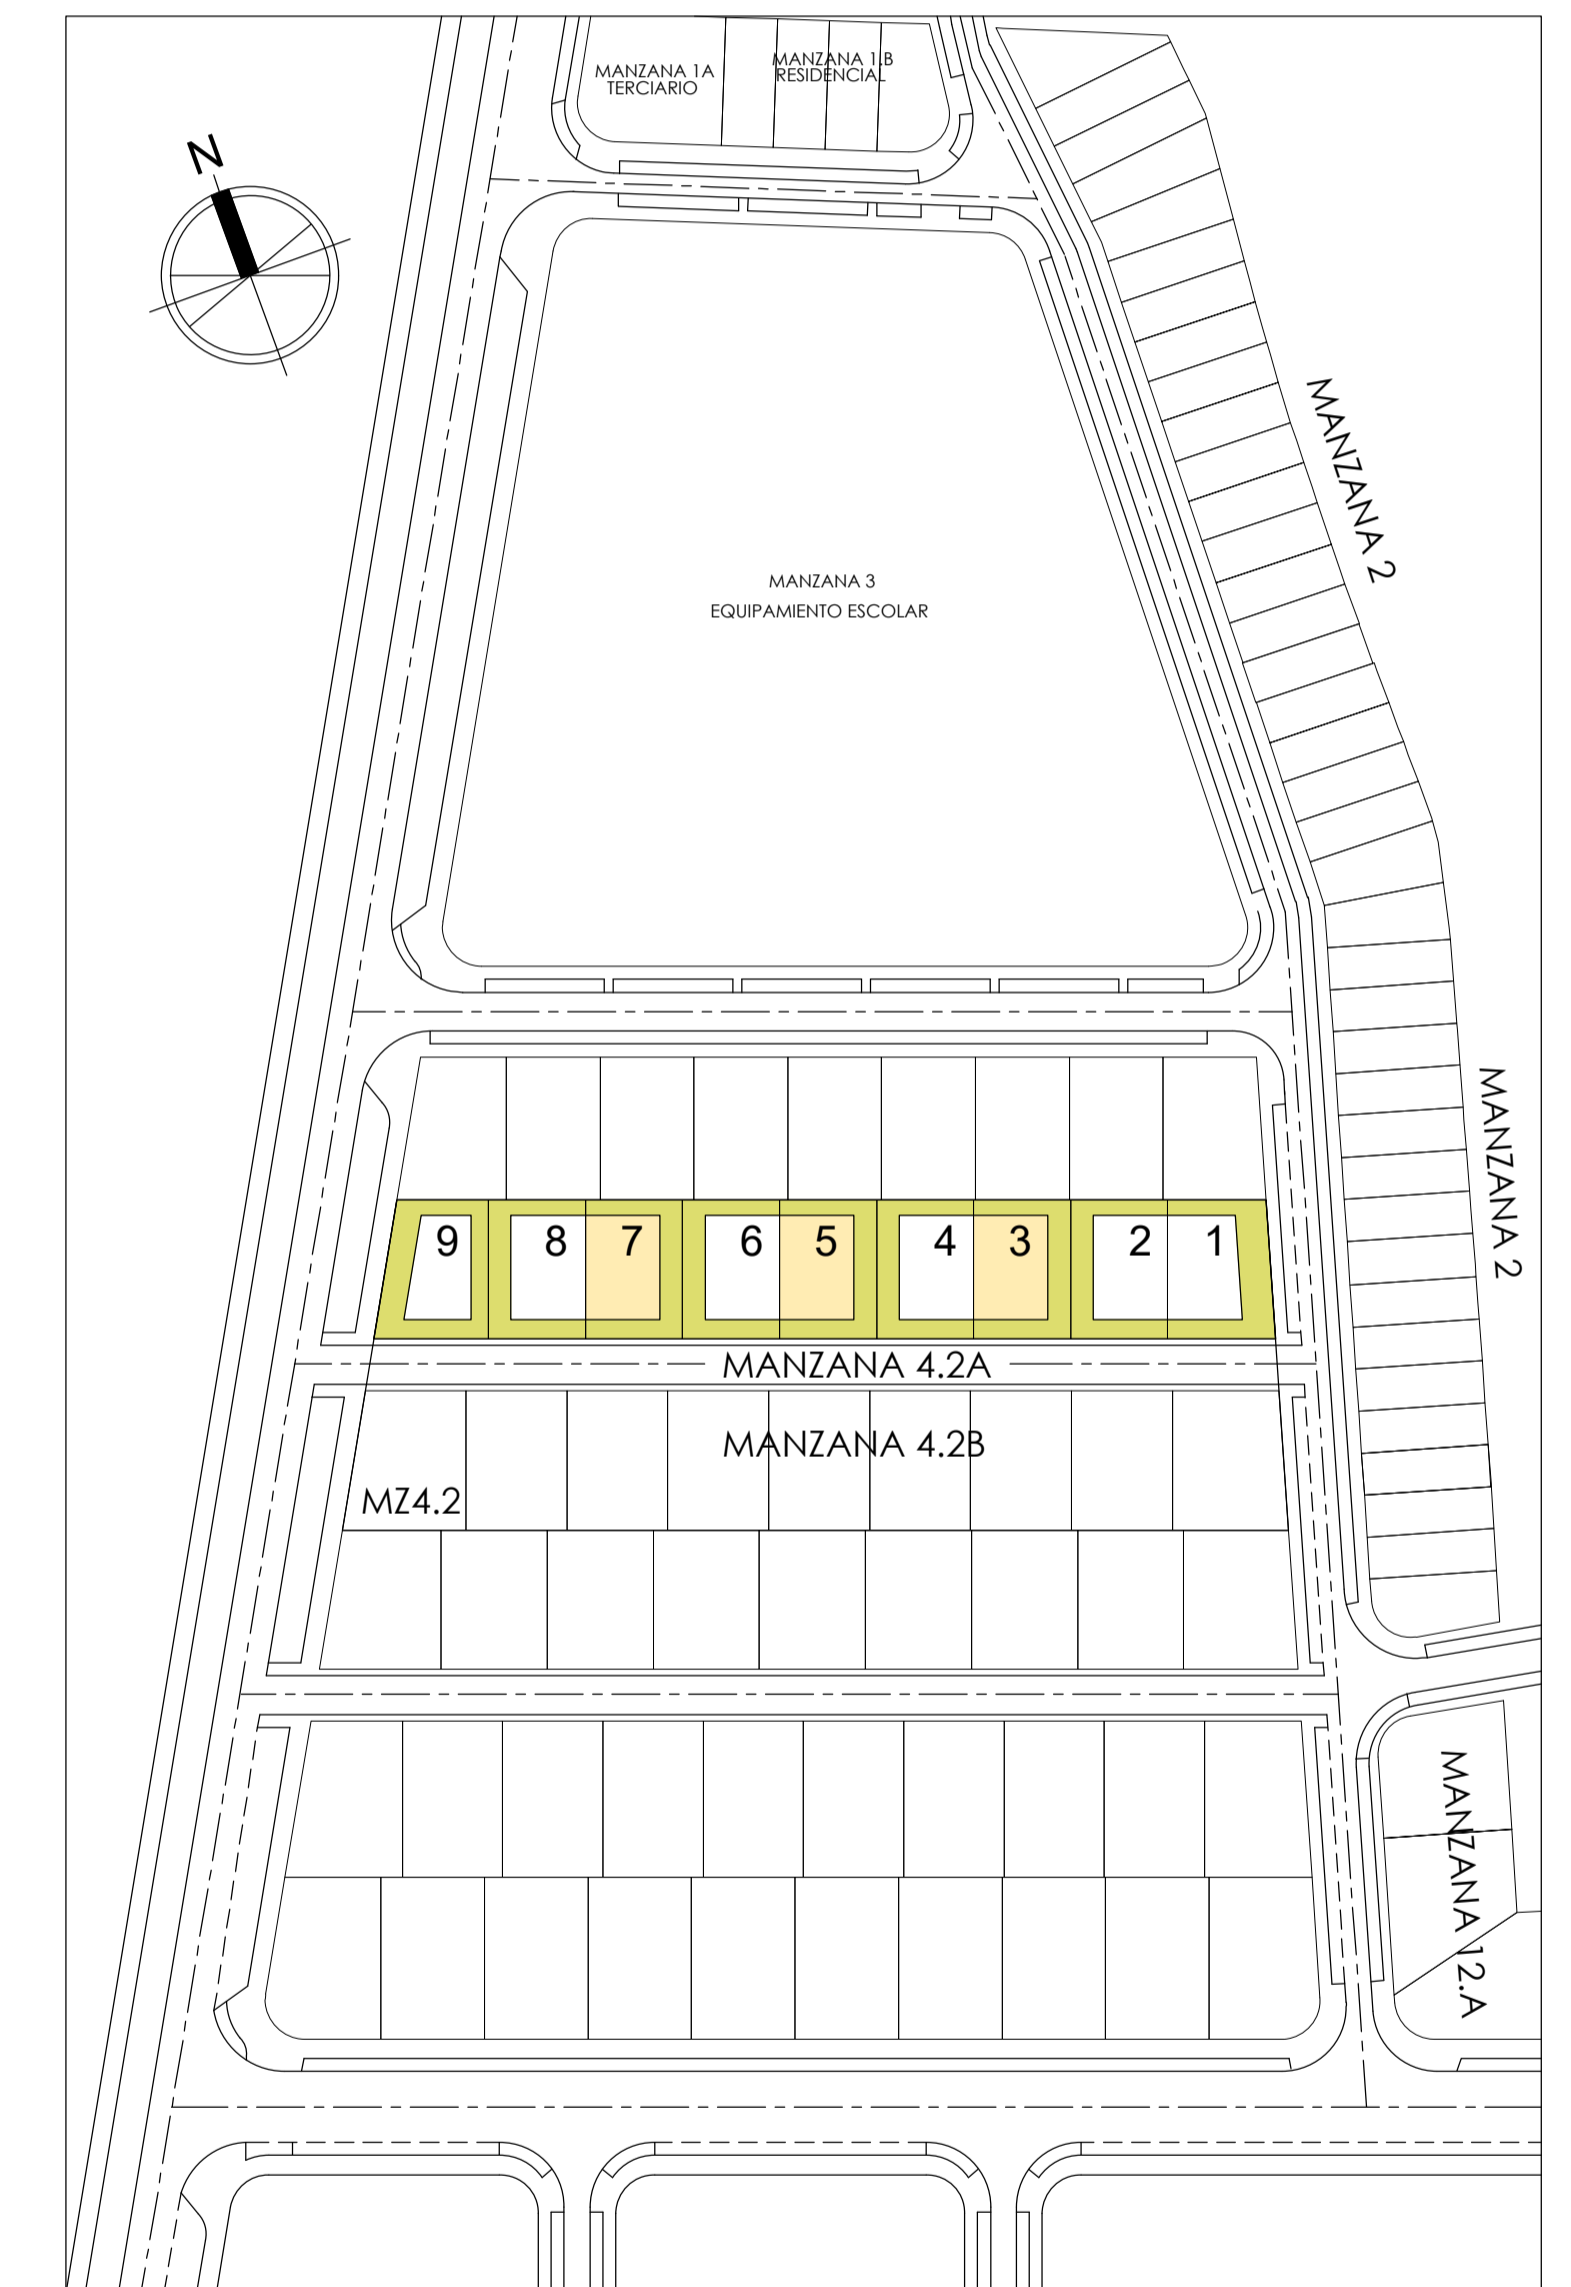 MANZANA 1A
TERCIARIO
MANZANA 1.B
RESIDENCIAL
N
MANZANA 2
MANZANA 3
EQUIPAMIENTO ESCOLAR
MANZANA 2
9 8 7 6 5 4 3 2 1
MANZANA 4.2A
MANZANA 4.2B
MZ4.2
MANZANA 12.A